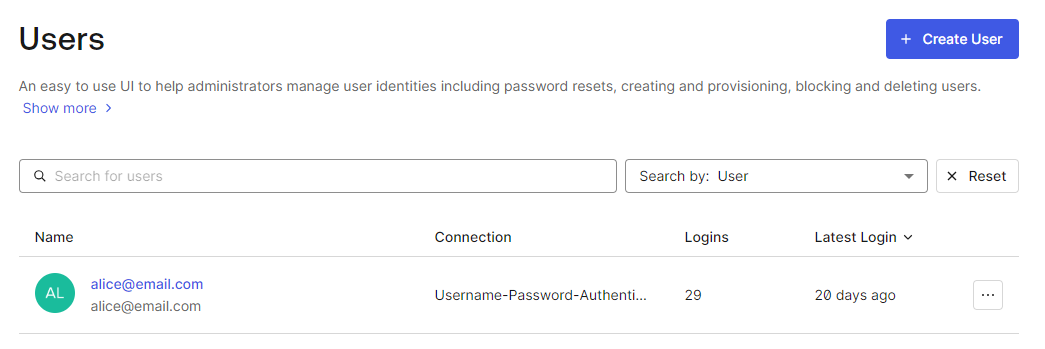 Users
+ Create User
An easy to use UI to help administrators manage user identities including password resets, creating and provisioning, blocking and deleting users.
Show more
Search for users
Search by: User
Reset
Name Connection Logins Latest Login
AL
alice@email.com
alice@email.com
Username-Password-Authenti...
29
20 days ago